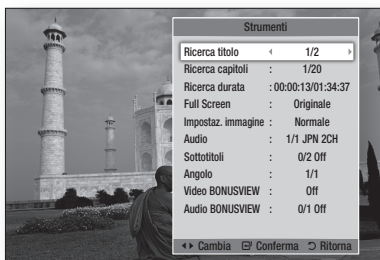 Strumenti
Ricerca titolo 1/2
Ricerca capitoli : 1/20
Ricerca durata : 00:00:13/01:34:37
Full Screen : Originale
Impostaz. immagine : Normale
Audio : 1/1 JPN 2CH
Sottotitoli : 0/2 Off
Angolo : 1/1
Video BONUSVIEW : Off
Audio BONUSVIEW : 0/1 Off
Cambia Conferma Ritorna